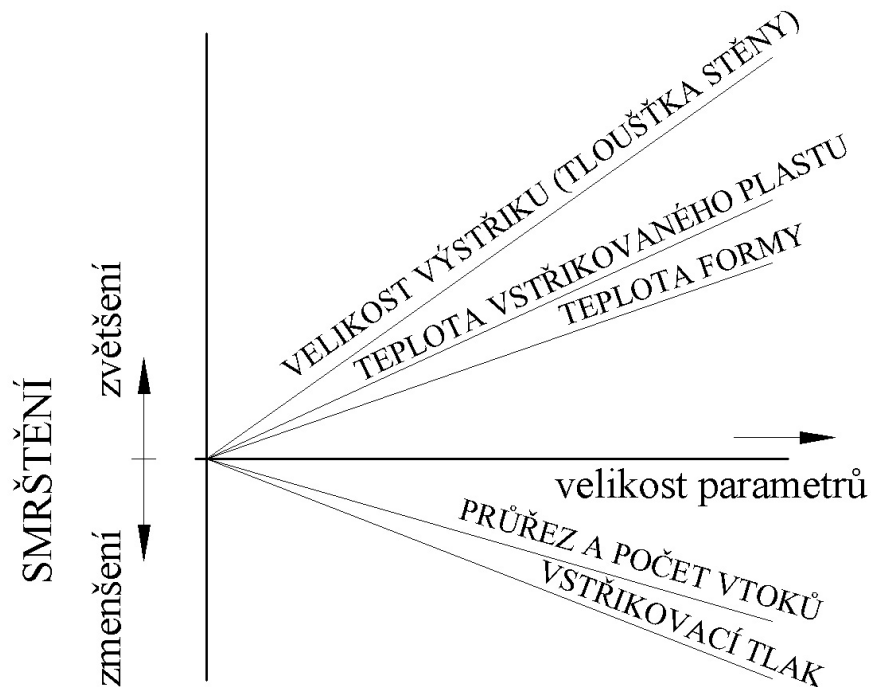 VELIKOST VÝSTŘIKU (TLOUŠŤKA STĚNY)
TEPLOTA VSTŘIKOVANÉHO PLASTU
TEPLOTA FORMY
SMRŠTĚNÍ
zvětšení
zmenšení
velikost parametrů
PRŮŘEZ A POČET VTOKŮ
VSTŘIKOVACÍ TLAK